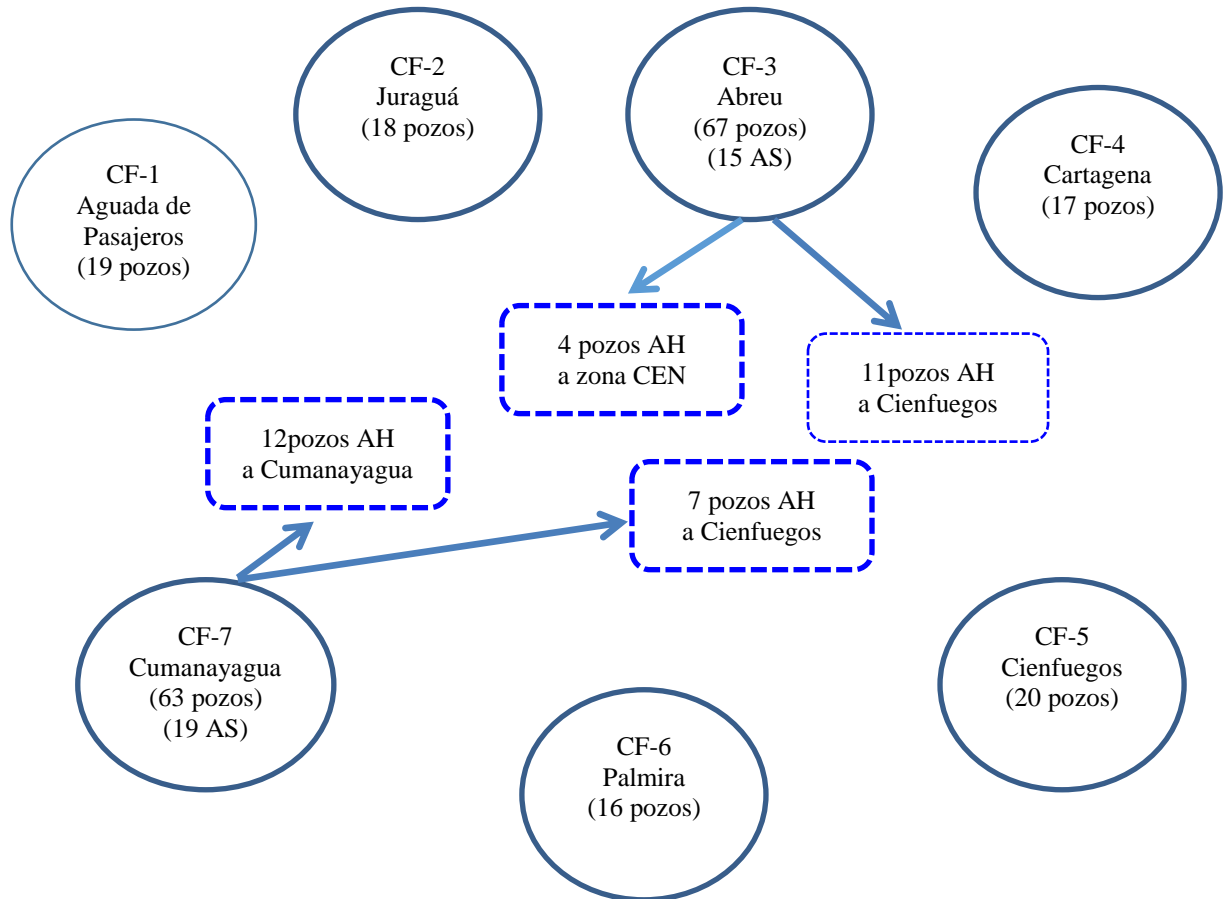 CF-2
Juraguá
(18 pozos)
CF-3
Abreu
(67 pozos)
(15 AS)
CF-4
Cartagena
(17 pozos)
CF-1
Aguada de
Pasajeros
(19 pozos)
4 pozos AH
a zona CEN
11pozos AH
a Cienfuegos
12pozos AH
a Cumanayagua
7 pozos AH
a Cienfuegos
CF-7
Cumanayagua
(63 pozos)
(19 AS)
CF-5
Cienfuegos
(20 pozos)
CF-6
Palmira
(16 pozos)